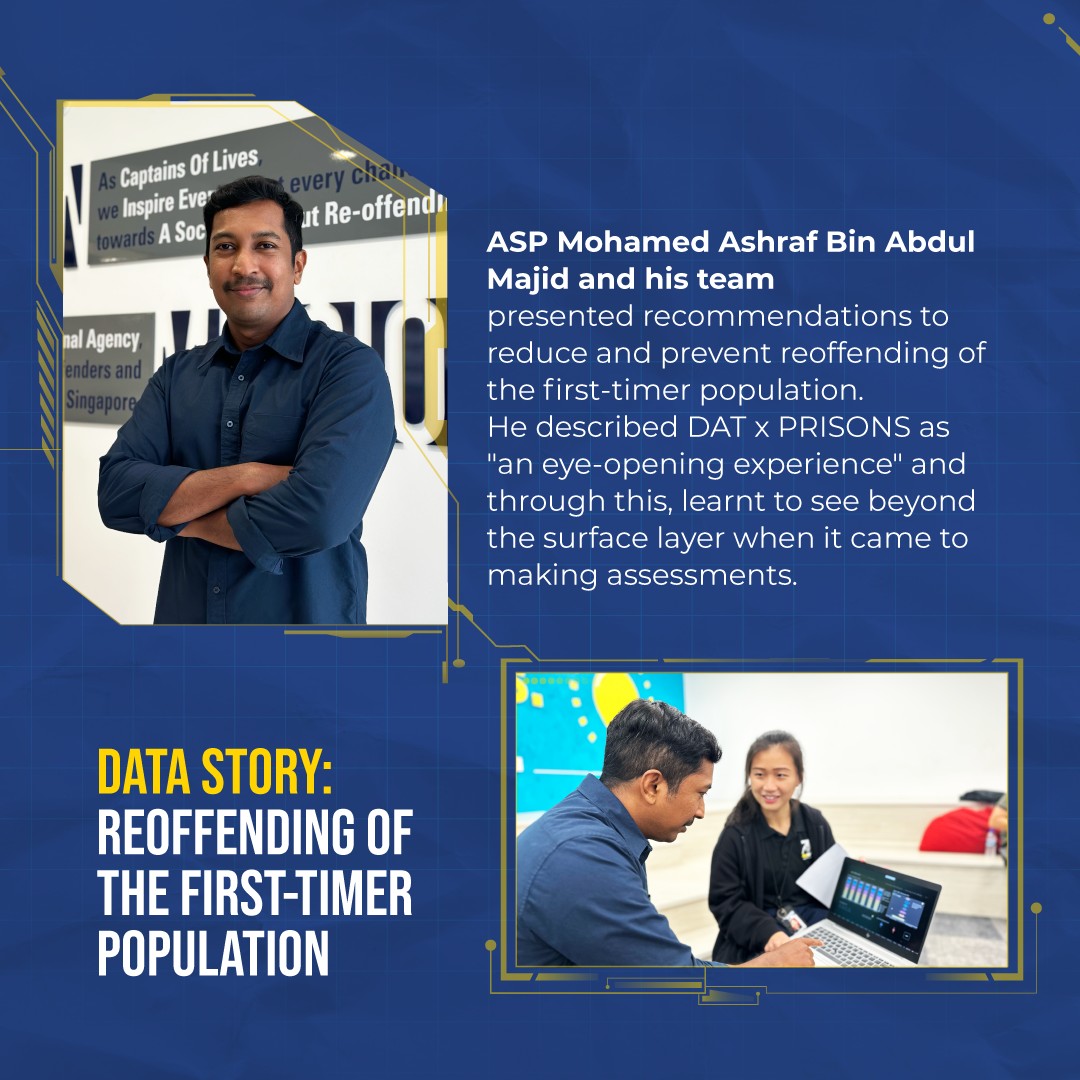 As Captains Of Lives,
we Inspire every chan
towards A Soc ut Re-offendi
nal Agency
enders and
Singapore
ASP Mohamed Ashraf Bin Abdul
Majid and his team
presented recommendations to
reduce and prevent reoffending of
the first-timer population.
He described DAT x PRISONS as
"an eye-opening experience" and
through this, learnt to see beyond
the surface layer when it came to
making assessments.
DATA STORY:
REOFFENDING OF
THE FIRST-TIMER
POPULATION